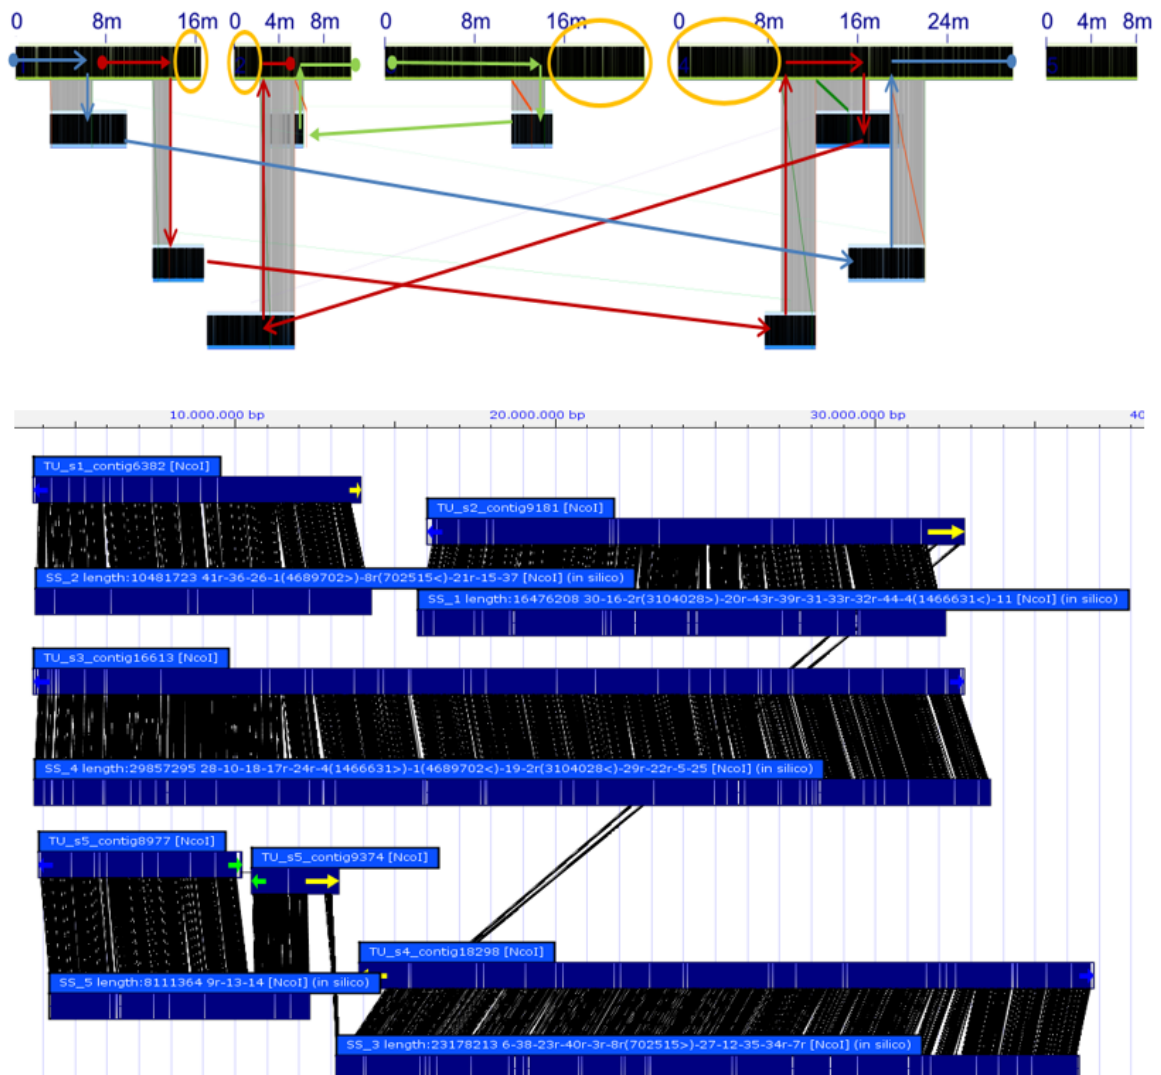 0 8m 16m 0 4m 8m 0 8m 16m 0 8m 16m 24m 0 4m 8m
4 5
10.000.000 bp 20.000.000 bp 30.000.000 bp 40
TU_s1_contig6382 [NcoI]
TU_s2_contig9181 [NcoI]
SS_2 length:10481723 41r-36-26-1(4689702>)-8r(702515<)-21r-15-37 [NcoI] (in silico)
SS_1 length:16476208 30-16-2r(3104028>)-20r-43r-39r-31-33r-32r-44-4(1466631<)-11 [NcoI] (in silico)
TU_s3_contig16613 [NcoI]
SS_4 length:29857295 28-10-18-17r-24r-4(1466631>)-1(4689702<)-19-2r(3104028<)-29r-22r-5-25 [NcoI] (in silico)
TU_s5_contig8977 [NcoI]
TU_s5_contig9374 [NcoI]
TU_s4_contig18298 [NcoI]
SS_5 length:8111364 9r-13-14 [NcoI] (in silico)
SS_3 length:23178213 6-38-23r-40r-3r-8r(702515>)-27-12-35-34r-7r [NcoI] (in silico)